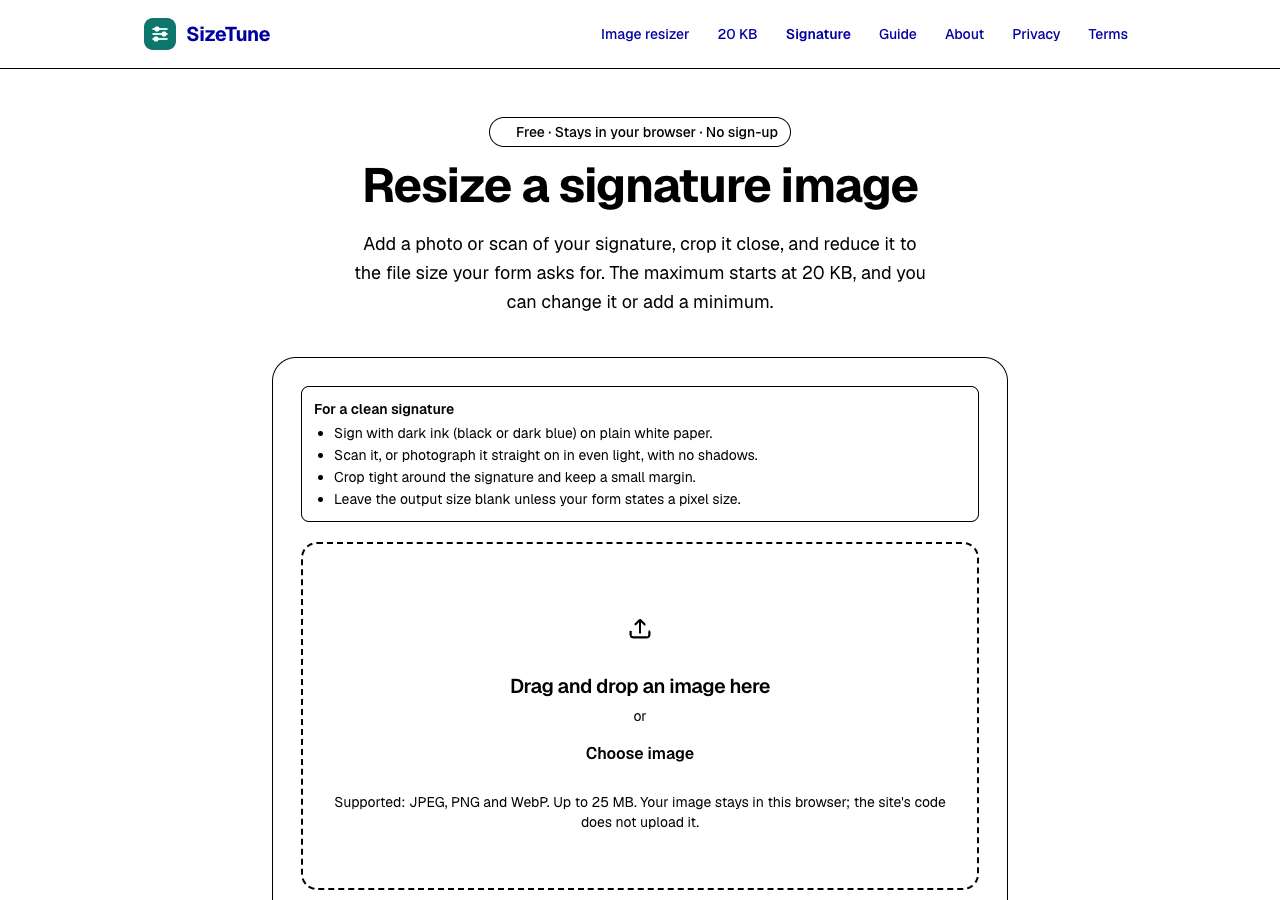 SizeTune
Image resizer
20 KB
Signature
Guide
About
Privacy
Terms
Free · Stays in your browser · No sign-up
Resize a signature image
Add a photo or scan of your signature, crop it close, and reduce it to
the file size your form asks for. The maximum starts at 20 KB, and you
can change it or add a minimum.
For a clean signature
Sign with dark ink (black or dark blue) on plain white paper.
Scan it, or photograph it straight on in even light, with no shadows.
Crop tight around the signature and keep a small margin.
Leave the output size blank unless your form states a pixel size.
Drag and drop an image here
or
Choose image
Supported: JPEG, PNG and WebP. Up to 25 MB. Your image stays in this browser; the site's code
does not upload it.